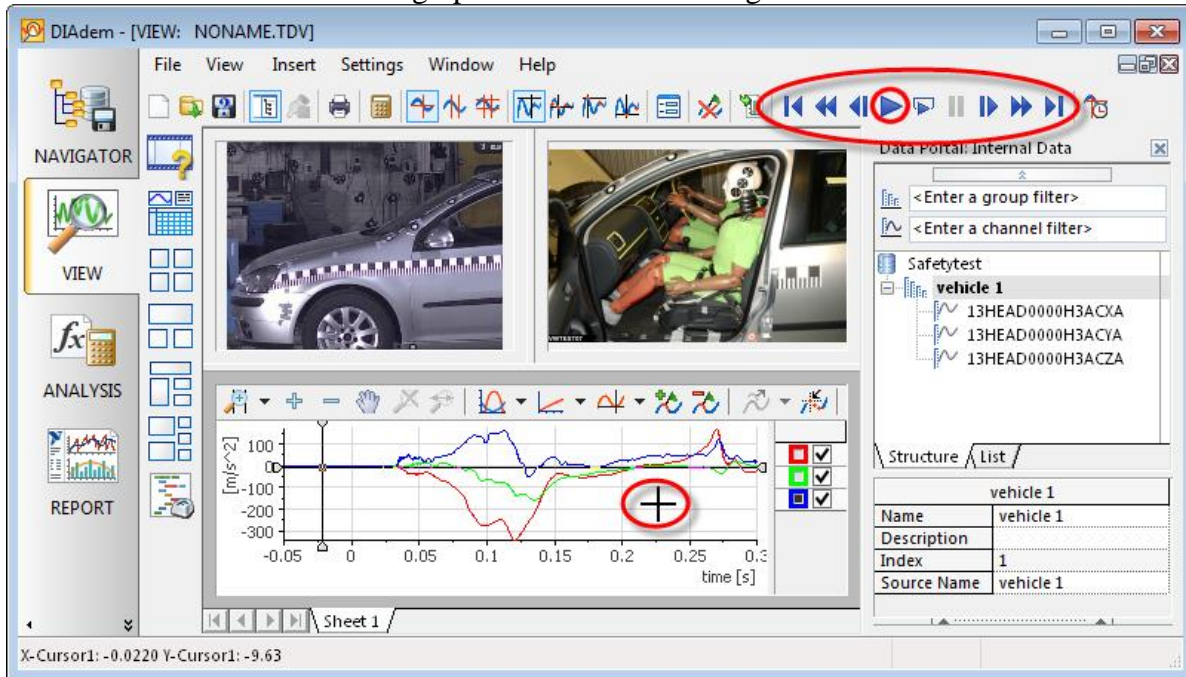 DIAdem - [VIEW: NONAME.TDV]
File View Insert Settings Window Help
NAVIGATOR
VIEW
ANALYSIS
REPORT
Data Portal: Internal Data
<Enter a group filter>
<Enter a channel filter>
Safetytest
vehicle 1
13HEAD0000H3ACXA
13HEAD0000H3ACYA
13HEAD0000H3ACZA
Structure List
vehicle 1
Name vehicle 1
Description
Index 1
Source Name vehicle 1
[m/s^2]
100
0
-100
-200
-300
-0.05 0 0.05 0.1 0.15 0.2 0.25 0.3
time [s]
Sheet 1
X-Cursor1: -0.0220 Y-Cursor1: -9.63